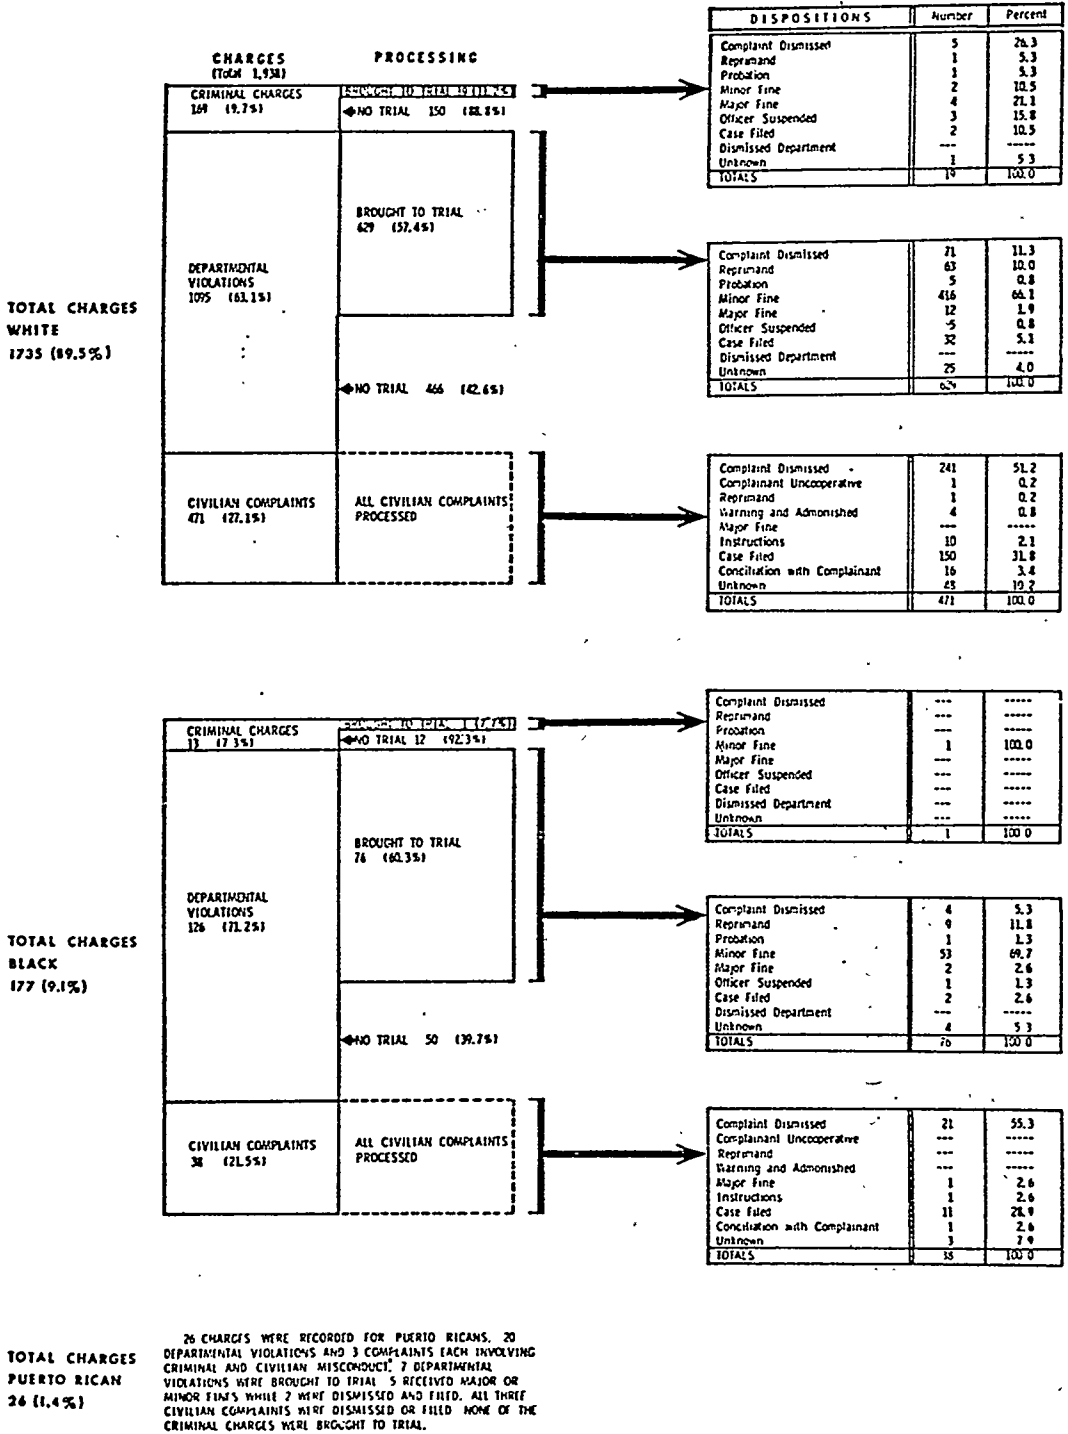 DISPOSITIONS Number Percent
CHARGES PROCESSING
(Total 1,938)
CRIMINAL CHARGES
169 (9.7%)
BROUGHT TO TRIAL 19 (11.2%)
NO TRIAL 150 (88.8%)
Complaint Dismissed 5 26.3
Reprimand 1 5.3
Probation 1 5.3
Minor Fine 2 10.5
Major Fine 4 21.1
Officer Suspended 3 15.8
Case Filed 2 10.5
Dismissed Department --- -----
Unknown 1 5.3
TOTALS 19 100.0
TOTAL CHARGES
WHITE
1735 (89.5%)
DEPARTMENTAL
VIOLATIONS
1095 (63.1%)
BROUGHT TO TRIAL
629 (57.4%)
NO TRIAL 466 (42.6%)
Complaint Dismissed 71 11.3
Reprimand 63 10.0
Probation 5 0.8
Minor Fine 416 66.1
Major Fine 12 1.9
Officer Suspended 5 0.8
Case Filed 32 5.1
Dismissed Department --- -----
Unknown 25 4.0
TOTALS 629 100.0
CIVILIAN COMPLAINTS
471 (27.1%)
ALL CIVILIAN COMPLAINTS
PROCESSED
Complaint Dismissed 241 51.2
Complainant Uncooperative 1 0.2
Reprimand 1 0.2
Warning and Admonished 4 0.8
Major Fine --- -----
Instructions 10 2.1
Case Filed 150 31.8
Conciliation with Complainant 16 3.4
Unknown 10.2
TOTALS 471 100.0
CRIMINAL CHARGES
13 (7.3%)
BROUGHT TO TRIAL 1 (7.7%)
NO TRIAL 12 (92.3%)
Complaint Dismissed --- -----
Reprimand --- -----
Probation --- -----
Minor Fine 1 100.0
Major Fine --- -----
Officer Suspended --- -----
Case Filed --- -----
Dismissed Department --- -----
Unknown --- -----
TOTALS 1 100.0
TOTAL CHARGES
BLACK
177 (9.1%)
DEPARTMENTAL
VIOLATIONS
126 (71.2%)
BROUGHT TO TRIAL
76 (60.3%)
NO TRIAL 50 (39.7%)
Complaint Dismissed 4 5.3
Reprimand 9 11.8
Probation 1 1.3
Minor Fine 53 69.7
Major Fine 2 2.6
Officer Suspended 1 1.3
Case Filed 2 2.6
Dismissed Department --- -----
Unknown 4 5.3
TOTALS 76 100.0
CIVILIAN COMPLAINTS
38 (21.5%)
ALL CIVILIAN COMPLAINTS
PROCESSED
Complaint Dismissed 21 55.3
Complainant Uncooperative --- -----
Reprimand --- -----
Warning and Admonished --- -----
Major Fine 1 2.6
Instructions 1 2.6
Case Filed 11 28.9
Conciliation with Complainant 1 2.6
Unknown 3 7.9
TOTALS 38 100.0
TOTAL CHARGES
PUERTO RICAN
26 (1.4%)
26 CHARGES WERE RECORDED FOR PUERTO RICANS. 20
DEPARTMENTAL VIOLATIONS AND 3 COMPLAINTS EACH INVOLVING
CRIMINAL AND CIVILIAN MISCONDUCT. 7 DEPARTMENTAL
VIOLATIONS WERE BROUGHT TO TRIAL 5 RECEIVED MAJOR OR
MINOR FINES WHILE 2 WERE DISMISSED AND FILED. ALL THREE
CIVILIAN COMPLAINTS WERE DISMISSED OR FILED NONE OF THE
CRIMINAL CHARGES WERE BROUGHT TO TRIAL.